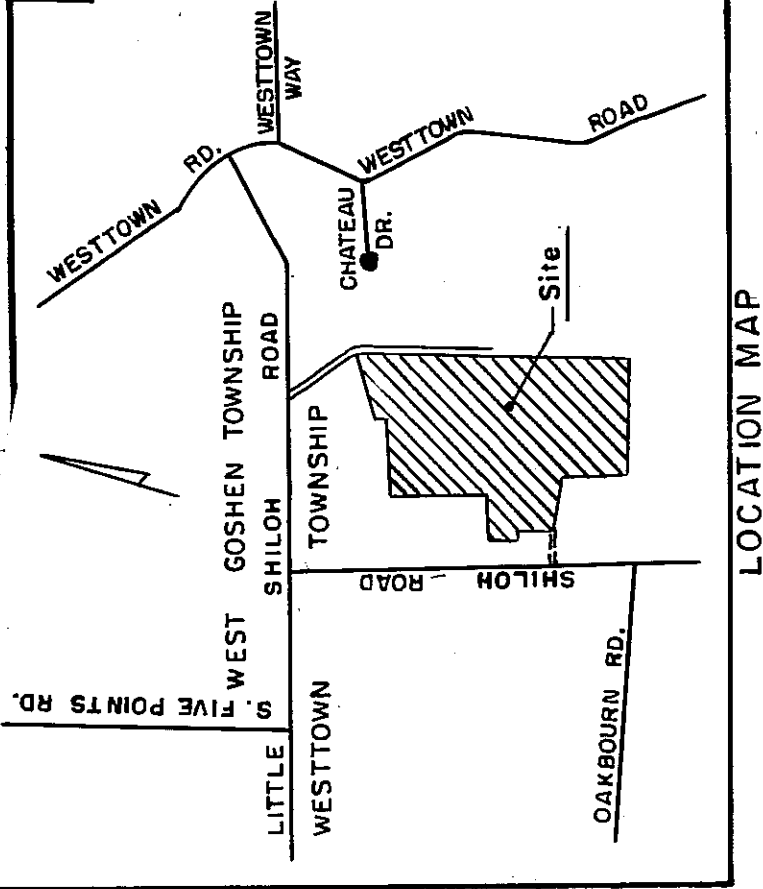 S. FIVE POINTS RD.
WESTTOWN RD.
WEST GOSHEN TOWNSHIP
LITTLE SHILOH ROAD
WESTTOWN
WAY
WESTTOWN TOWNSHIP
CHATEAU
DR.
WESTTOWN ROAD
SHILOH ROAD
Site
OAKBOURN RD.
LOCATION MAP